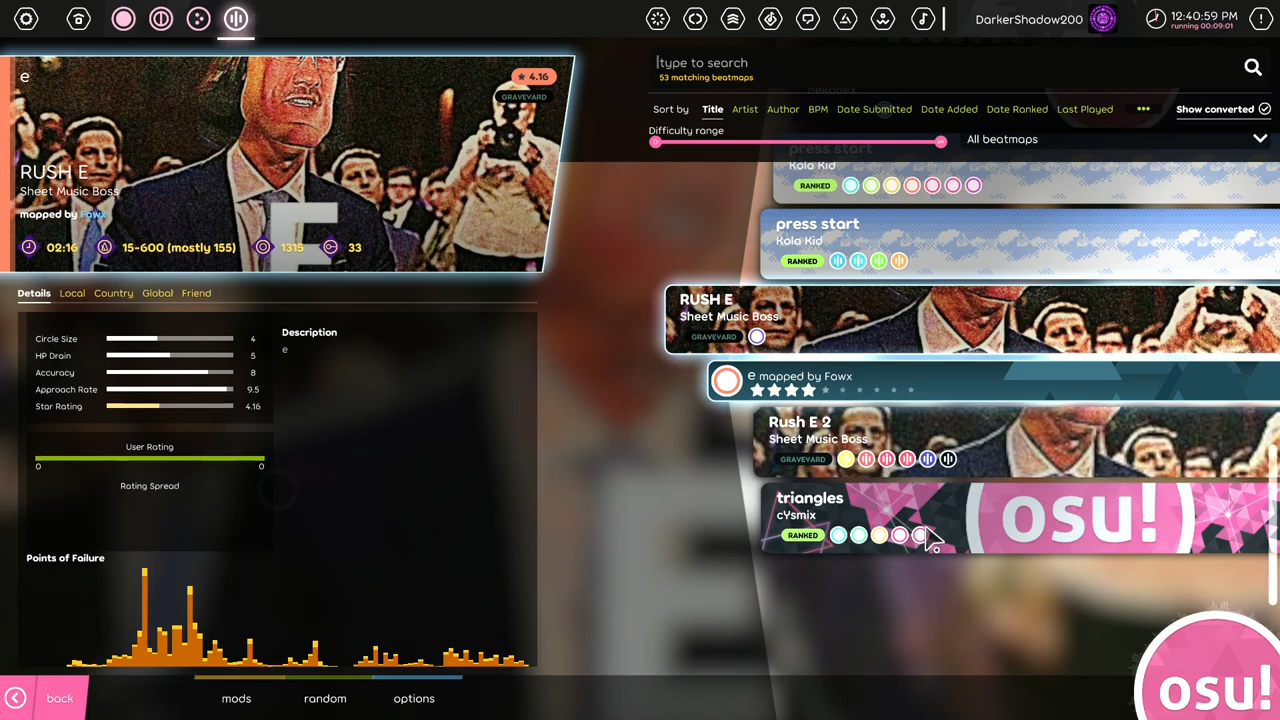 DarkerShadow200
12:40:59 PM
running 00:09:01
e
4.16
GRAVEYARD
RUSH E
Sheet Music Boss
mapped by Fawx
02:16
15-600 (mostly 155)
1315
33
E
Details Local Country Global Friend
Circle Size 4
HP Drain 5
Accuracy 8
Approach Rate 9.5
Star Rating 4.16
User Rating
0 0
Rating Spread
Points of Failure
Description
e
type to search
53 matching beatmaps
Sort by Title Artist Author BPM Date Submitted Date Added Date Ranked Last Played ••• Show converted
Difficulty range
All beatmaps
press start
Kola Kid
RANKED
press start
Kola Kid
RANKED
RUSH E
Sheet Music Boss
GRAVEYARD
e mapped by Fawx
Rush E 2
Sheet Music Boss
GRAVEYARD
triangles
cYsmix
RANKED
osu!
back
mods
random
options
osu!